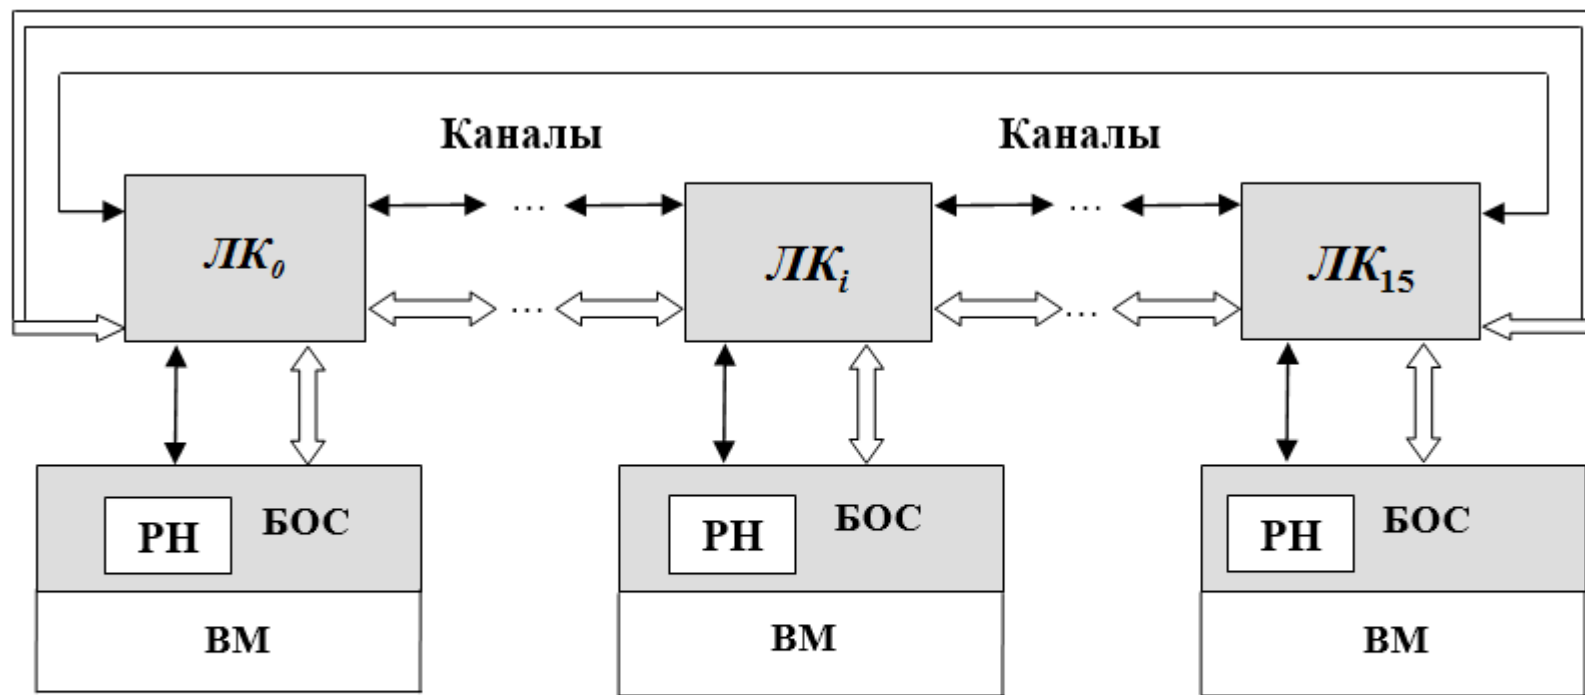 Каналы Каналы
... ...
ЛК₀ ЛКᵢ ЛК₁₅
... ...
РН БОС РН БОС РН БОС
ВМ ВМ ВМ